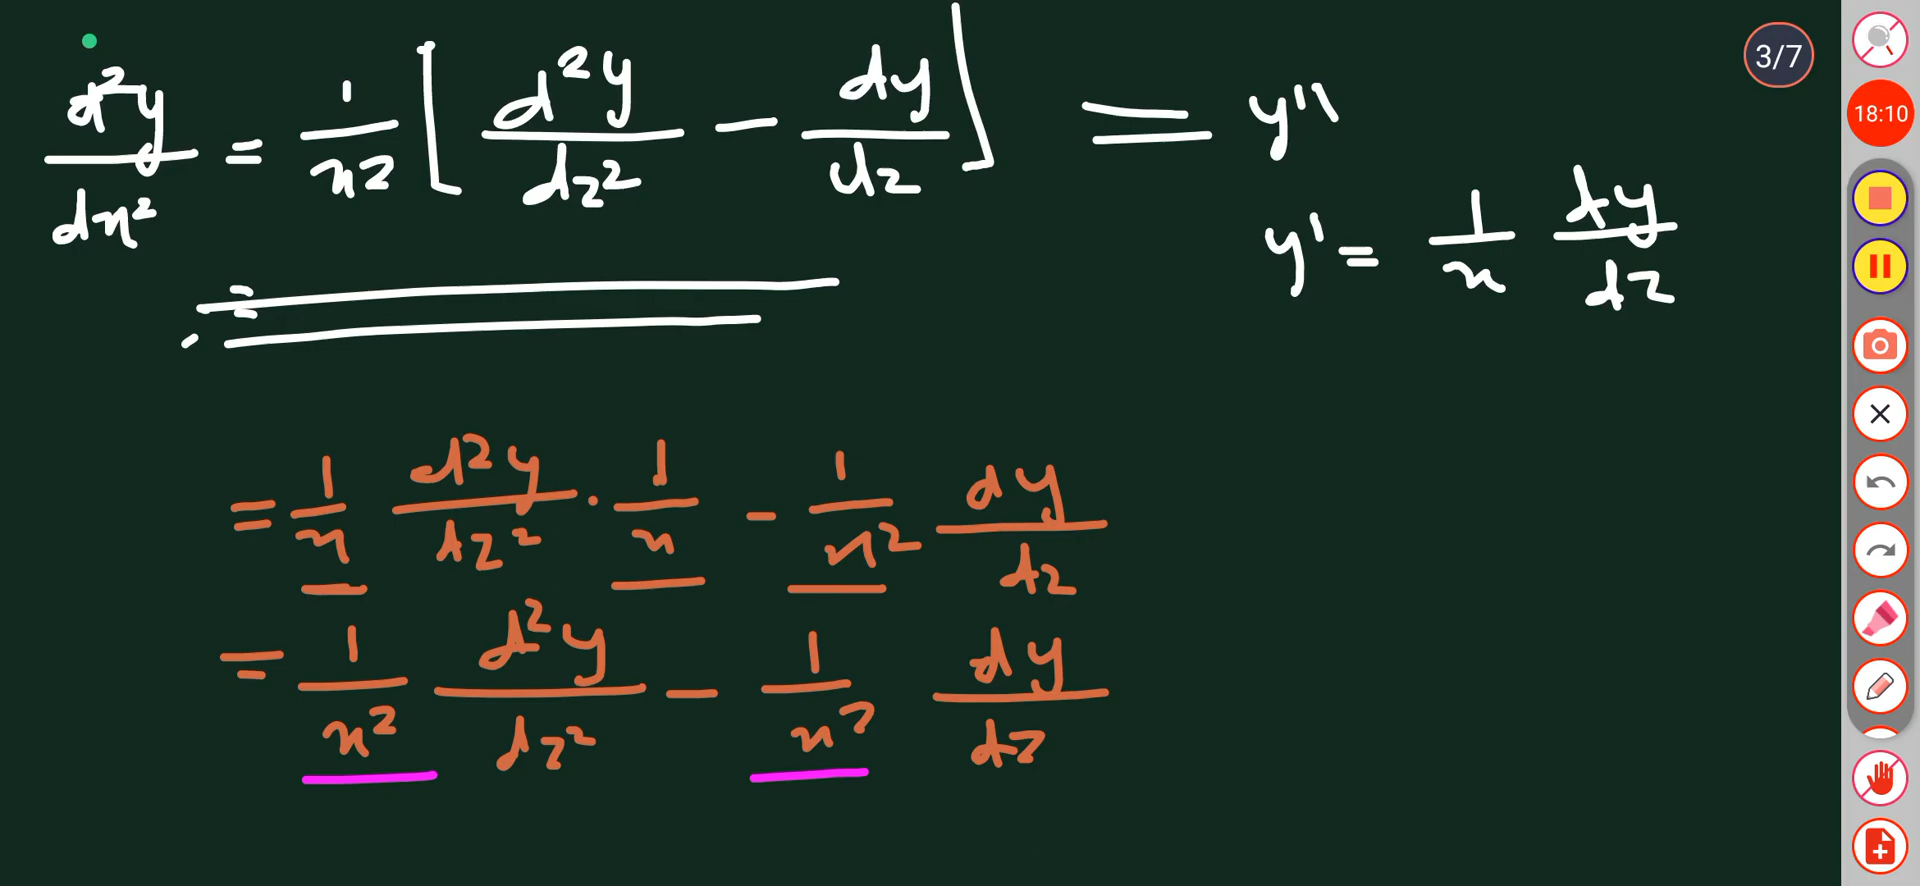 d²y/dx² = 1/x² [ d²y/dz² - dy/dz ] = y''
y' = 1/x dy/dz
= 1/x d²y/dz² · 1/x - 1/x² dy/dz
= 1/x² d²y/dz² - 1/x² dy/dz
3/7
18:10